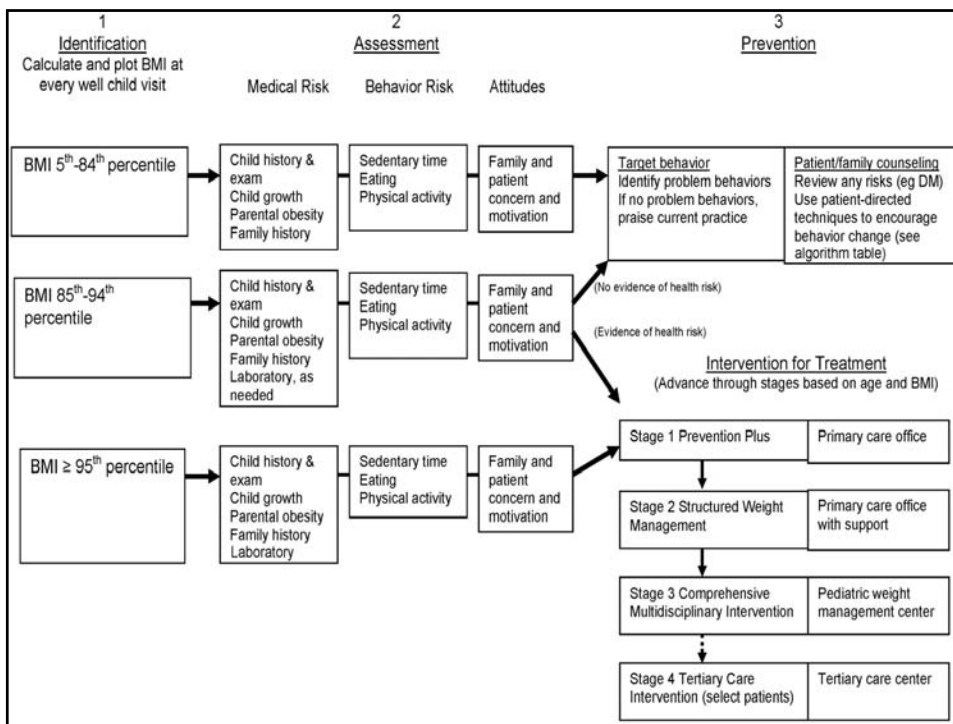 1
Identification
Calculate and plot BMI at
every well child visit
2
Assessment
Medical Risk
Behavior Risk
Attitudes
3
Prevention
BMI 5th-84th percentile
Child history &
exam
Child growth
Parental obesity
Family history
Sedentary time
Eating
Physical activity
Family and
patient
concern and
motivation
Target behavior
Identify problem behaviors
If no problem behaviors,
praise current practice
Patient/family counseling
Review any risks (eg DM)
Use patient-directed
techniques to encourage
behavior change (see
algorithm table)
BMI 85th-94th
percentile
Child history &
exam
Child growth
Parental obesity
Family history
Laboratory, as
needed
Sedentary time
Eating
Physical activity
Family and
patient
concern and
motivation
(No evidence of health risk)
(Evidence of health risk)
Intervention for Treatment
(Advance through stages based on age and BMI)
BMI ≥ 95th percentile
Child history &
exam
Child growth
Parental obesity
Family history
Laboratory
Sedentary time
Eating
Physical activity
Family and
patient
concern and
motivation
Stage 1 Prevention Plus
Primary care office
Stage 2 Structured Weight
Management
Primary care office
with support
Stage 3 Comprehensive
Multidisciplinary Intervention
Pediatric weight
management center
Stage 4 Tertiary Care
Intervention (select patients)
Tertiary care center